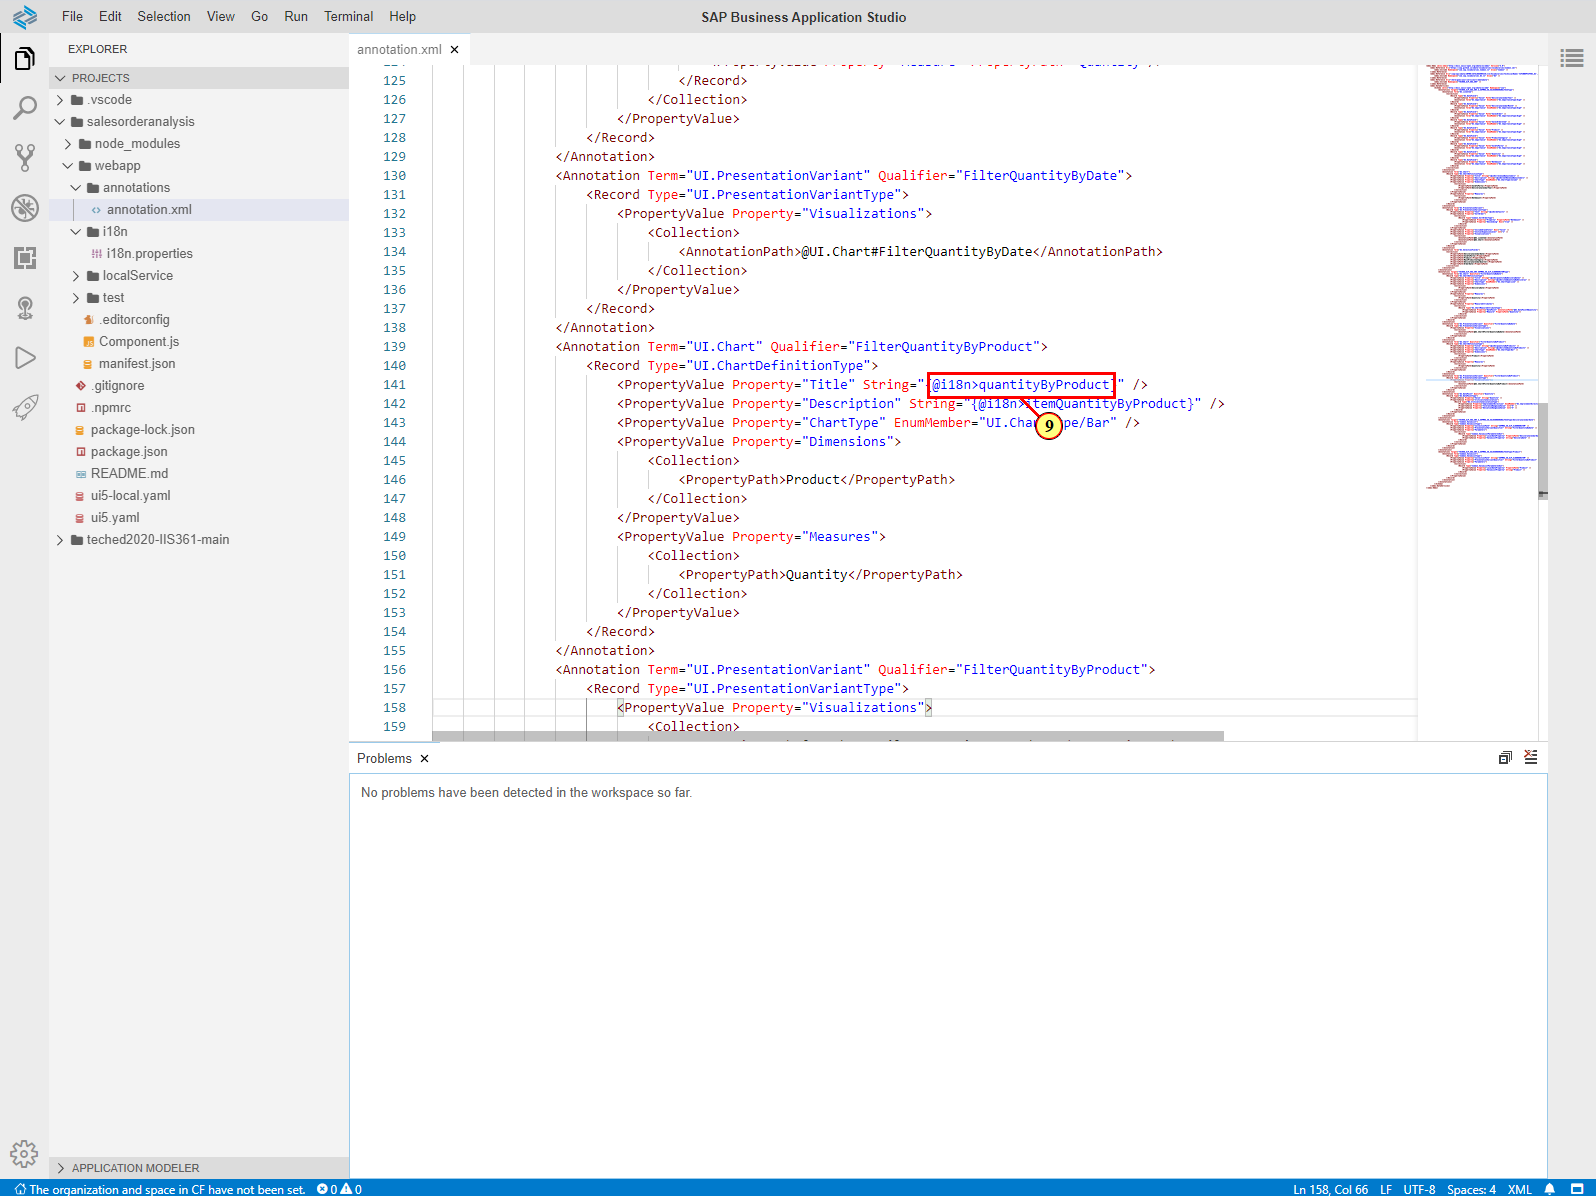 File Edit Selection View Go Run Terminal Help
SAP Business Application Studio
EXPLORER
PROJECTS
.vscode
salesorderanalysis
node_modules
webapp
annotations
annotation.xml
i18n
i18n.properties
localService
test
.editorconfig
Component.js
manifest.json
.gitignore
.npmrc
package-lock.json
package.json
README.md
ui5-local.yaml
ui5.yaml
teched2020-IIS361-main
APPLICATION MODELER
annotation.xml
125 </Record>
126 </Collection>
127 </PropertyValue>
128 </Record>
129 </Annotation>
130 <Annotation Term="UI.PresentationVariant" Qualifier="FilterQuantityByDate">
131 <Record Type="UI.PresentationVariantType">
132 <PropertyValue Property="Visualizations">
133 <Collection>
134 <AnnotationPath>@UI.Chart#FilterQuantityByDate</AnnotationPath>
135 </Collection>
136 </PropertyValue>
137 </Record>
138 </Annotation>
139 <Annotation Term="UI.Chart" Qualifier="FilterQuantityByProduct">
140 <Record Type="UI.ChartDefinitionType">
141 <PropertyValue Property="Title" String="{@i18n>quantityByProduct}" />
142 <PropertyValue Property="Description" String="{@i18n>itemQuantityByProduct}" />
143 <PropertyValue Property="ChartType" EnumMember="UI.ChartType/Bar" />
144 <PropertyValue Property="Dimensions">
145 <Collection>
146 <PropertyPath>Product</PropertyPath>
147 </Collection>
148 </PropertyValue>
149 <PropertyValue Property="Measures">
150 <Collection>
151 <PropertyPath>Quantity</PropertyPath>
152 </Collection>
153 </PropertyValue>
154 </Record>
155 </Annotation>
156 <Annotation Term="UI.PresentationVariant" Qualifier="FilterQuantityByProduct">
157 <Record Type="UI.PresentationVariantType">
158 <PropertyValue Property="Visualizations">
159 <Collection>
9
Problems
No problems have been detected in the workspace so far.
The organization and space in CF have not been set. 0 0
Ln 158, Col 66 LF UTF-8 Spaces: 4 XML